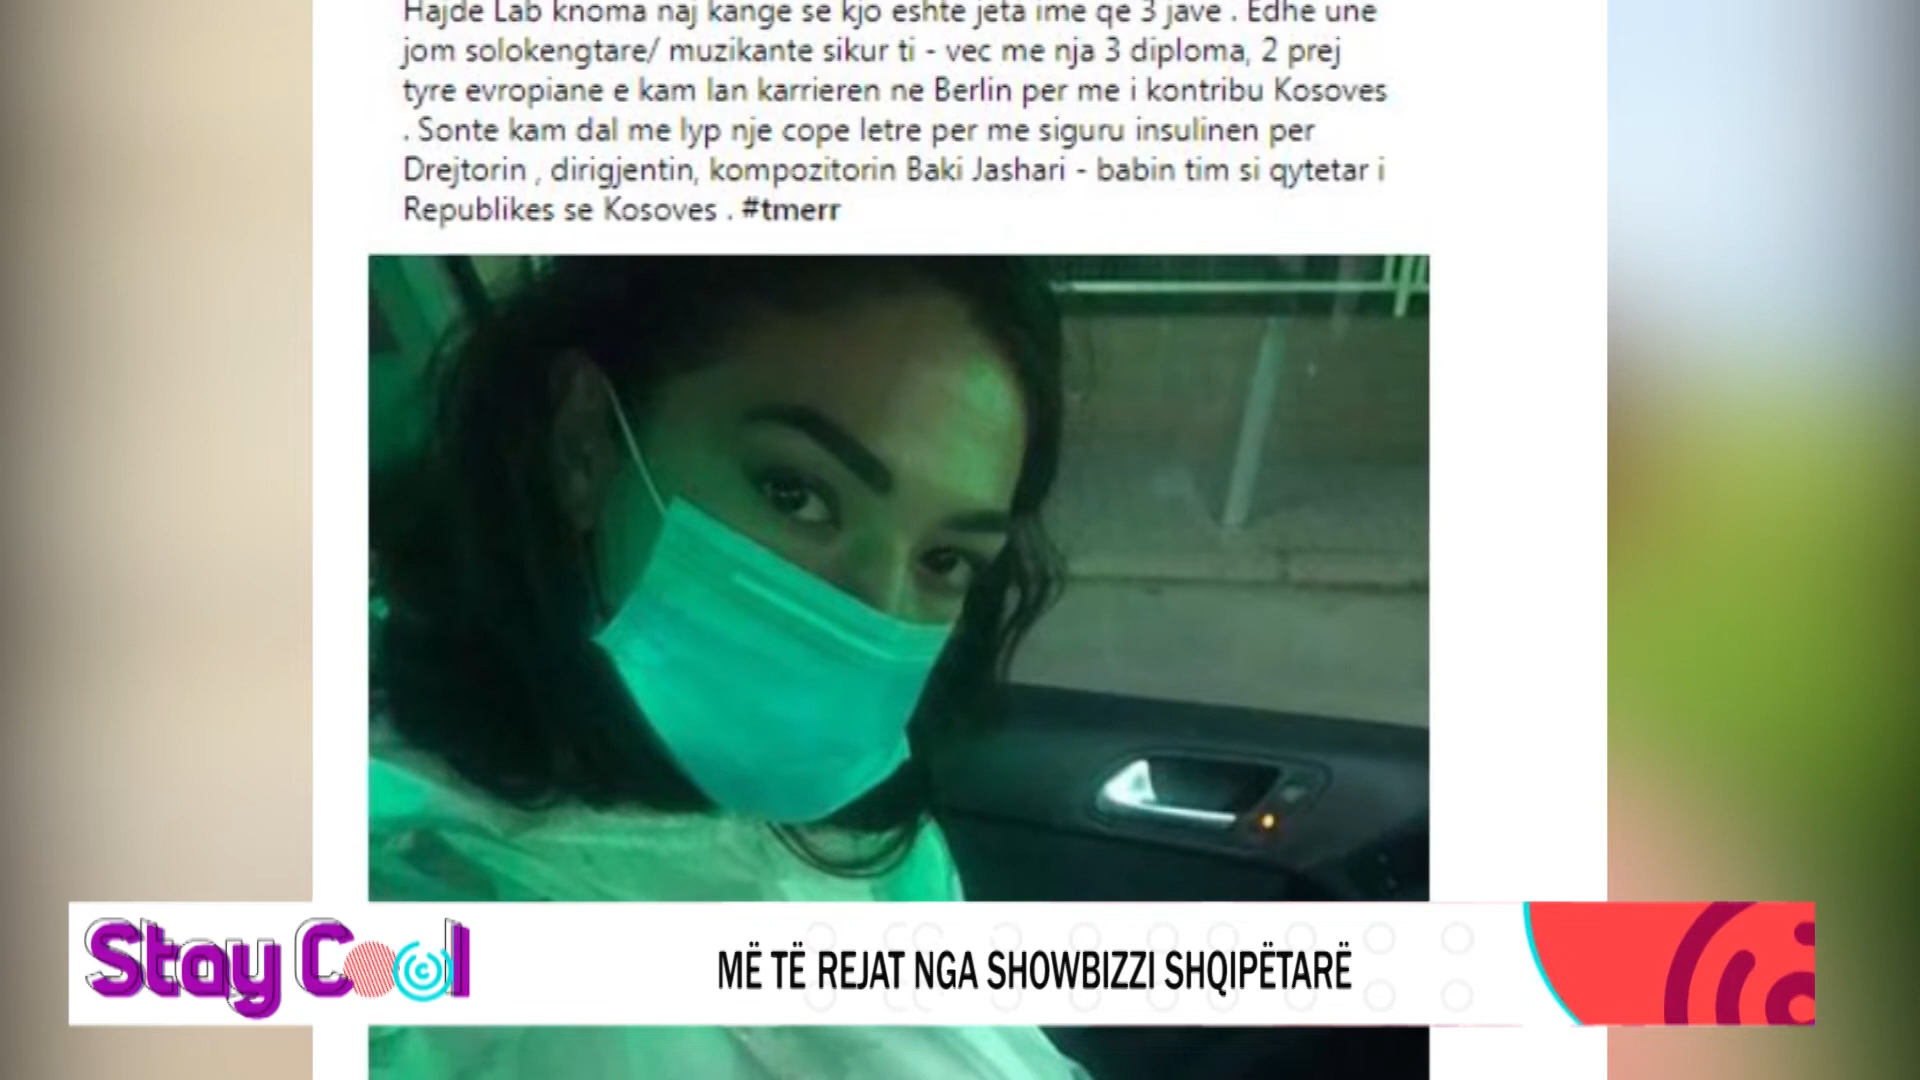 Hajde Lab knoma naj kange se kjo eshte jeta ime qe 3 jave . Edhe une
jom solokengtare/ muzikante sikur ti - vec me nja 3 diploma, 2 prej
tyre evropiane e kam lan karrieren ne Berlin per me i kontribu Kosoves
. Sonte kam dal me lyp nje cope letre per me siguru insulinen per
Drejtorin , dirigjentin, kompozitorin Baki Jashari - babin tim si qytetar i
Republikes se Kosoves . #tmerr
Stay Cool
MË TË REJAT NGA SHOWBIZZI SHQIPËTARË